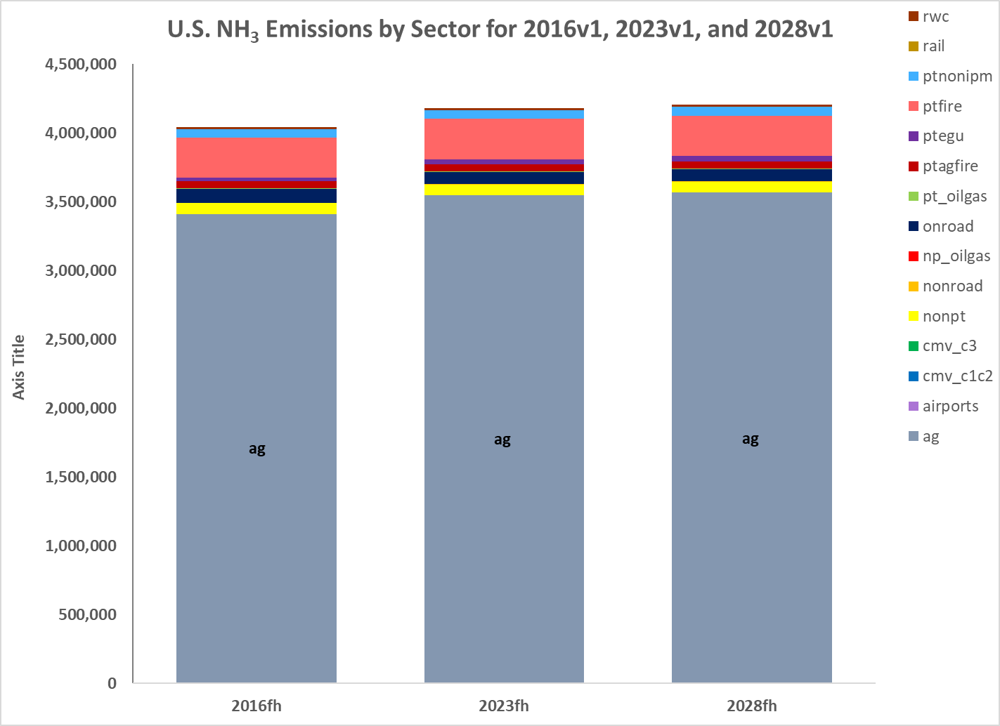 U.S. NH₃ Emissions by Sector for 2016v1, 2023v1, and 2028v1
rwc
rail
ptnonipm
ptfire
ptegu
ptagfire
pt_oilgas
onroad
np_oilgas
nonroad
nonpt
cmv_c3
cmv_c1c2
airports
ag
4,500,000
4,000,000
3,500,000
3,000,000
2,500,000
2,000,000
1,500,000
1,000,000
500,000
0
Axis Title
ag
ag
ag
2016fh
2023fh
2028fh